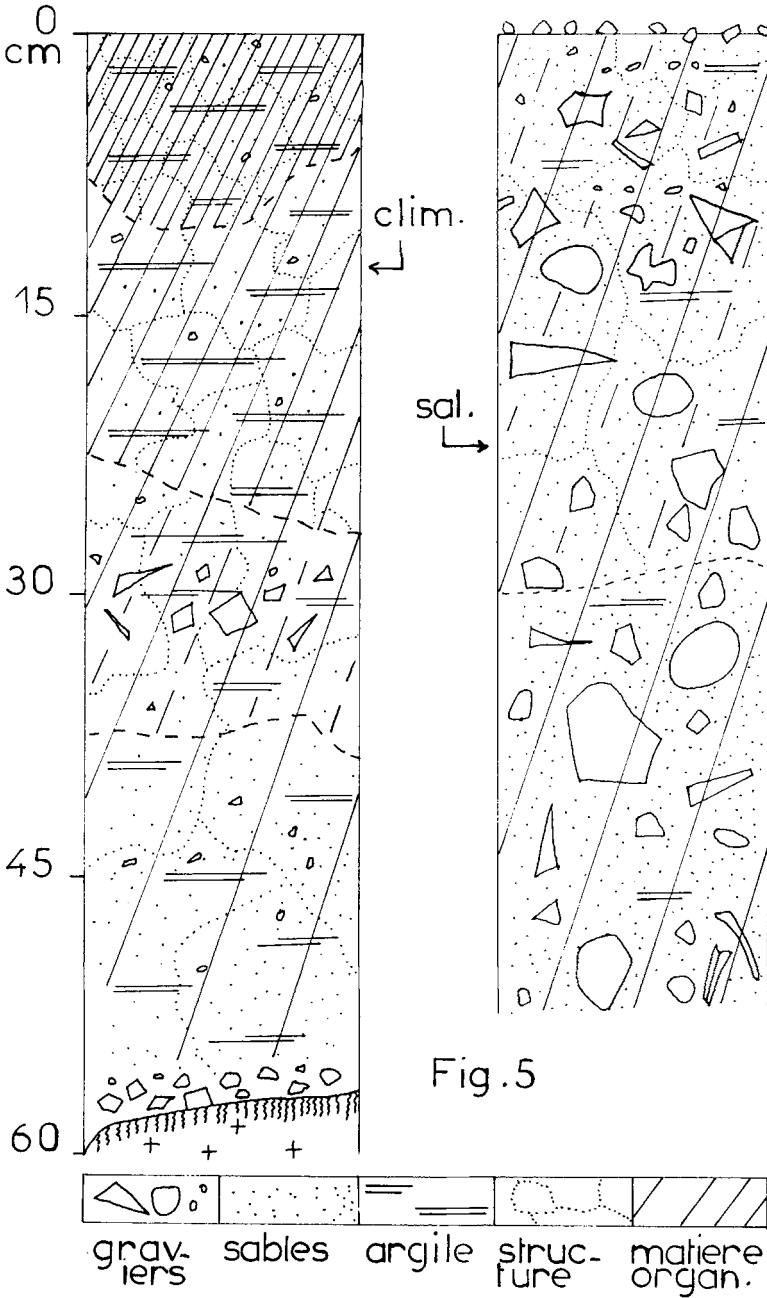 0
cm
15
30
45
60
clim.
sal.
Fig.5
grav-
iers
sables
argile
struc-
ture
matiere
organ.